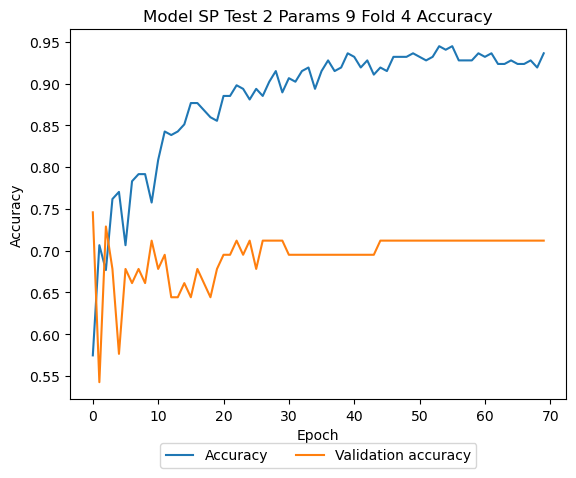 Model SP Test 2 Params 9 Fold 4 Accuracy
0.95
0.90
0.85
0.80
0.75
0.70
0.65
0.60
0.55
Accuracy
0 10 20 30 40 50 60 70
Epoch
Accuracy Validation accuracy